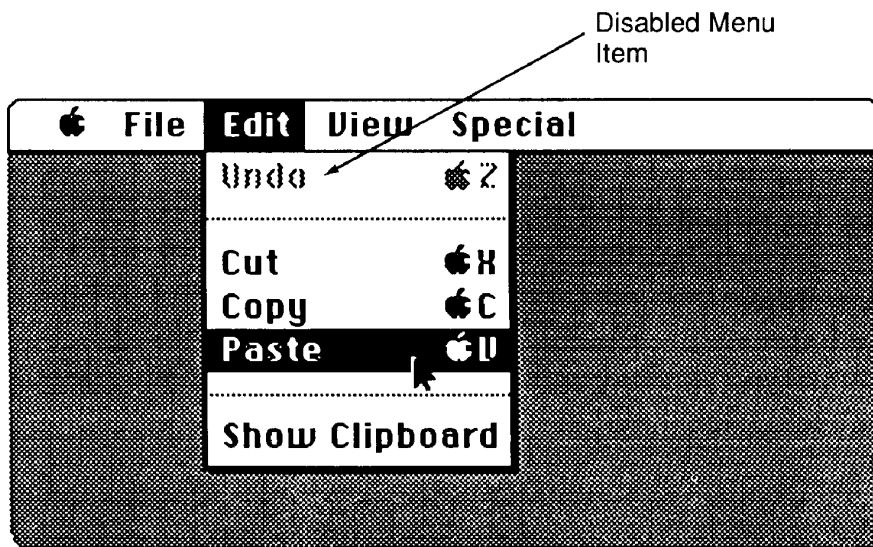 Disabled Menu
Item
File Edit View Special
Undo Z
Cut X
Copy C
Paste V
Show Clipboard